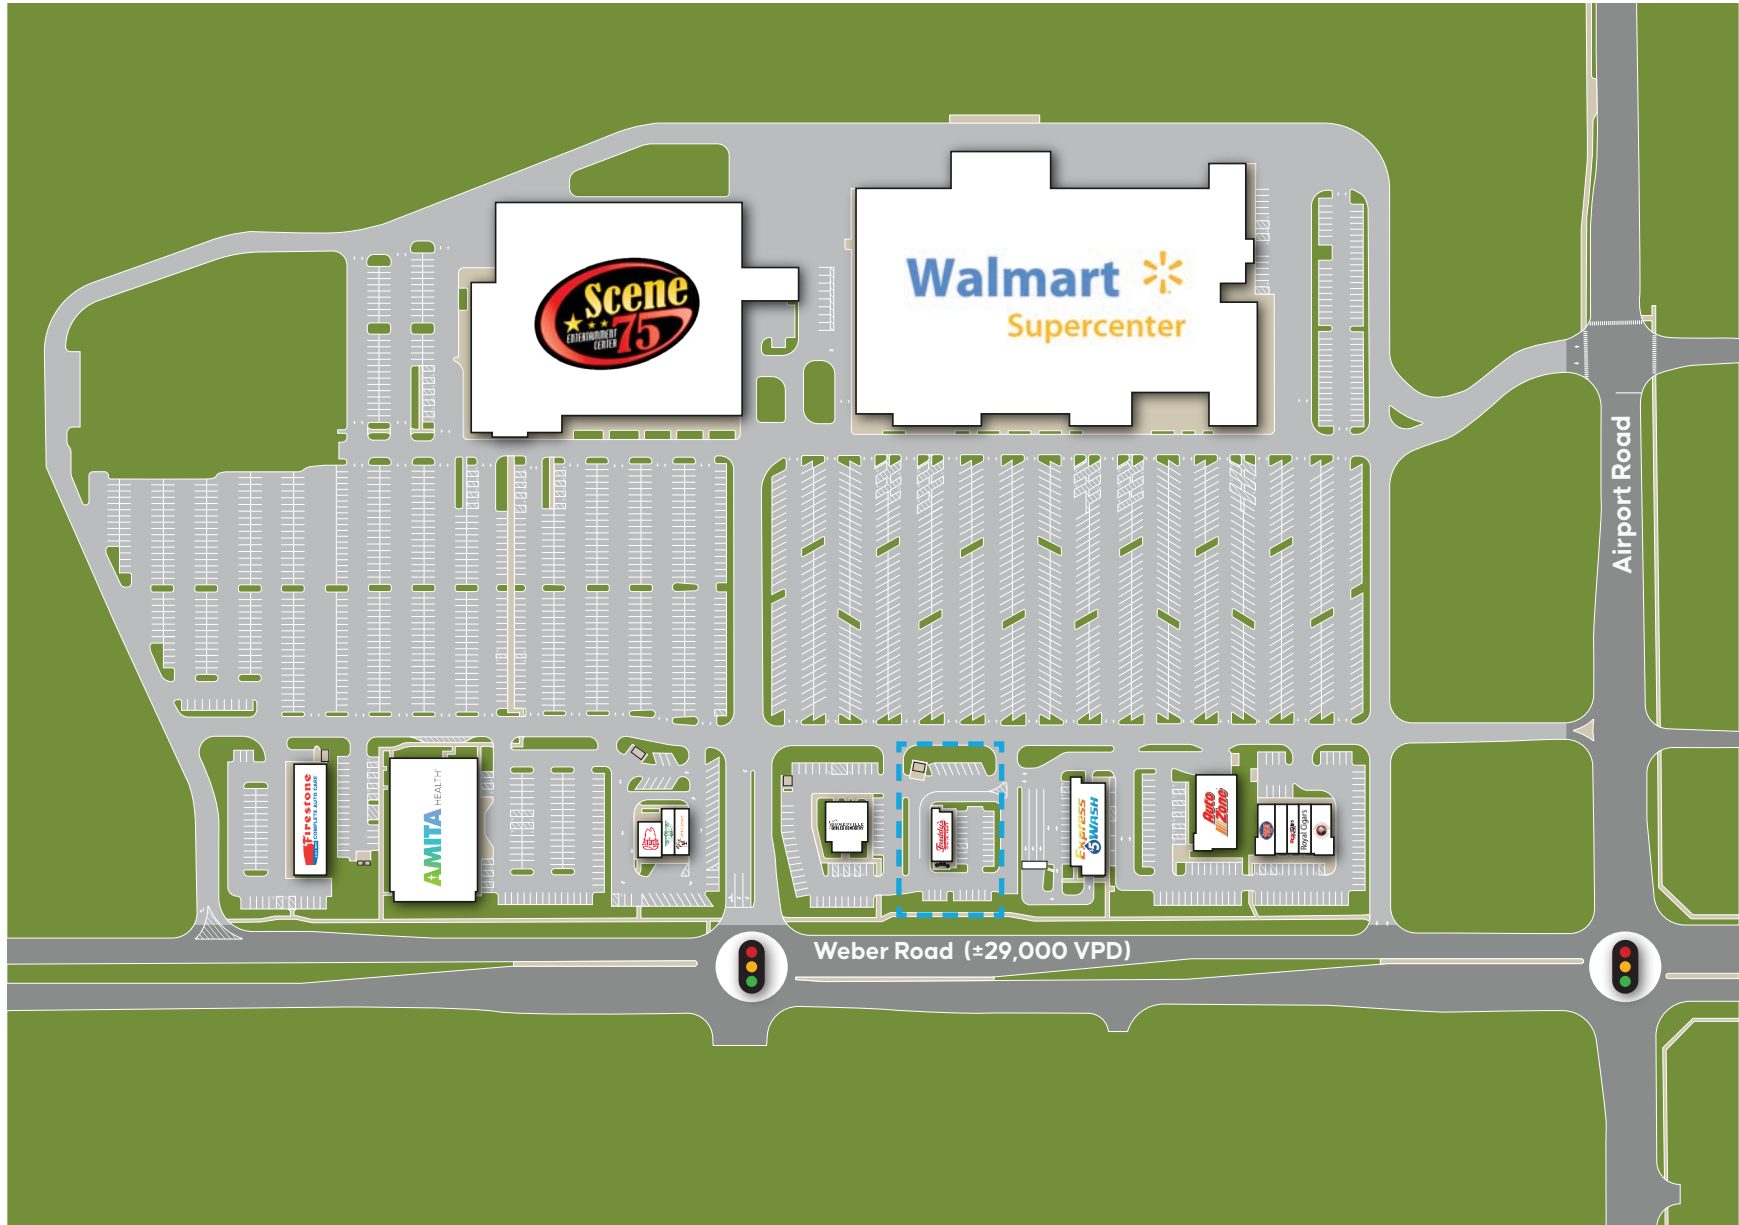 Scene
75
ENTERTAINMENT
CENTER
Walmart
Supercenter
Airport Road
Firestone
COMPLETE AUTO CARE
AMITA
HEALTH
Freddy's
Express
5 WASH
Auto
Zone
Royal Cigars
Weber Road (±29,000 VPD)